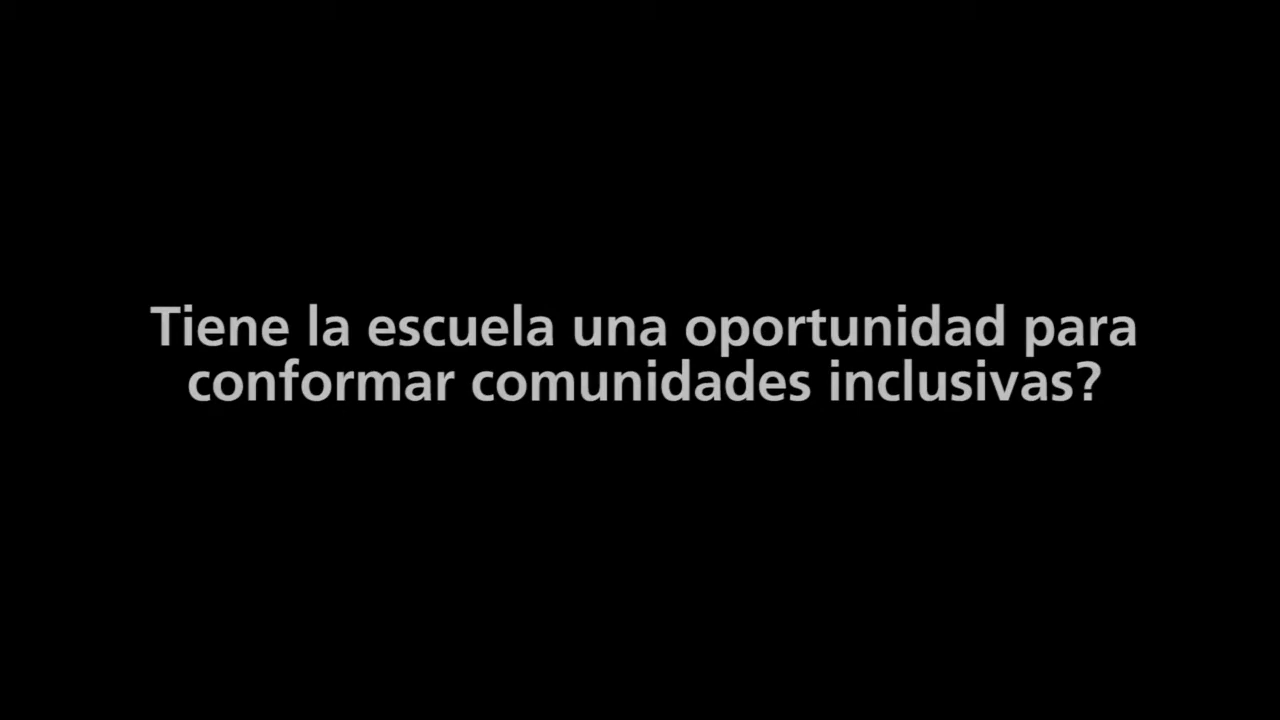 Tiene la escuela una oportunidad para
conformar comunidades inclusivas?